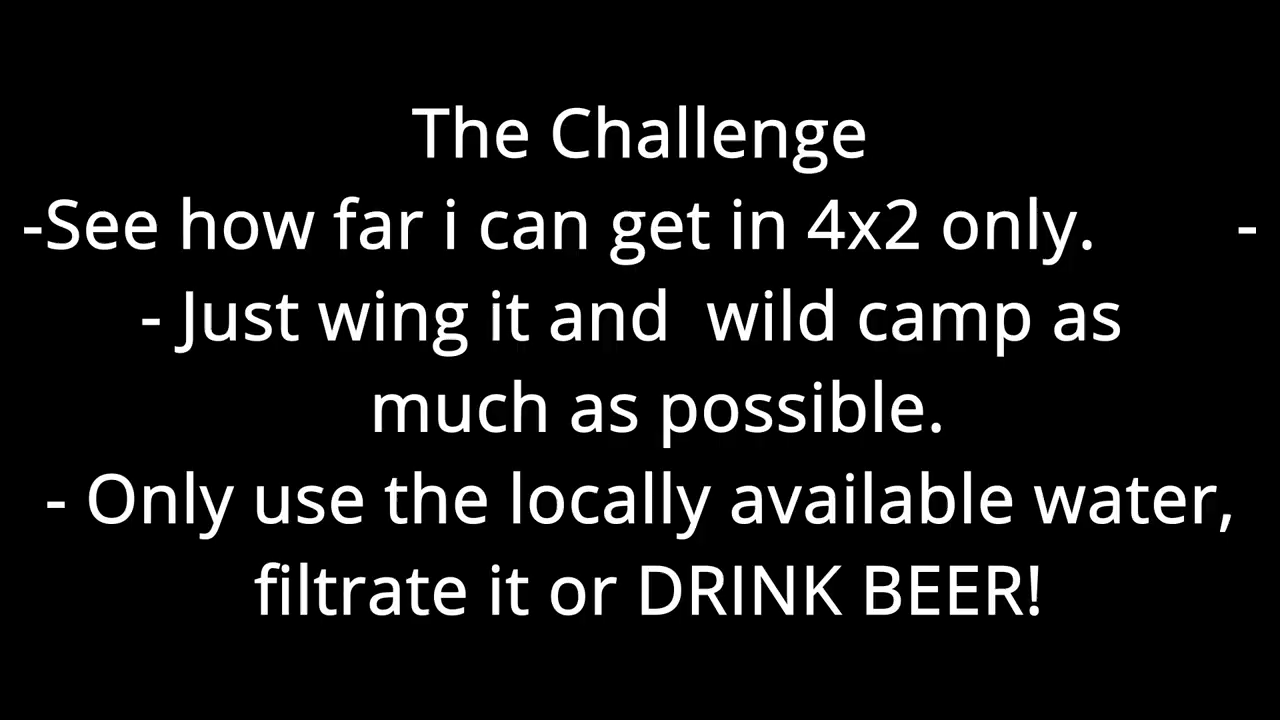 The Challenge
-See how far i can get in 4x2 only. -
- Just wing it and wild camp as
much as possible.
- Only use the locally available water,
filtrate it or DRINK BEER!